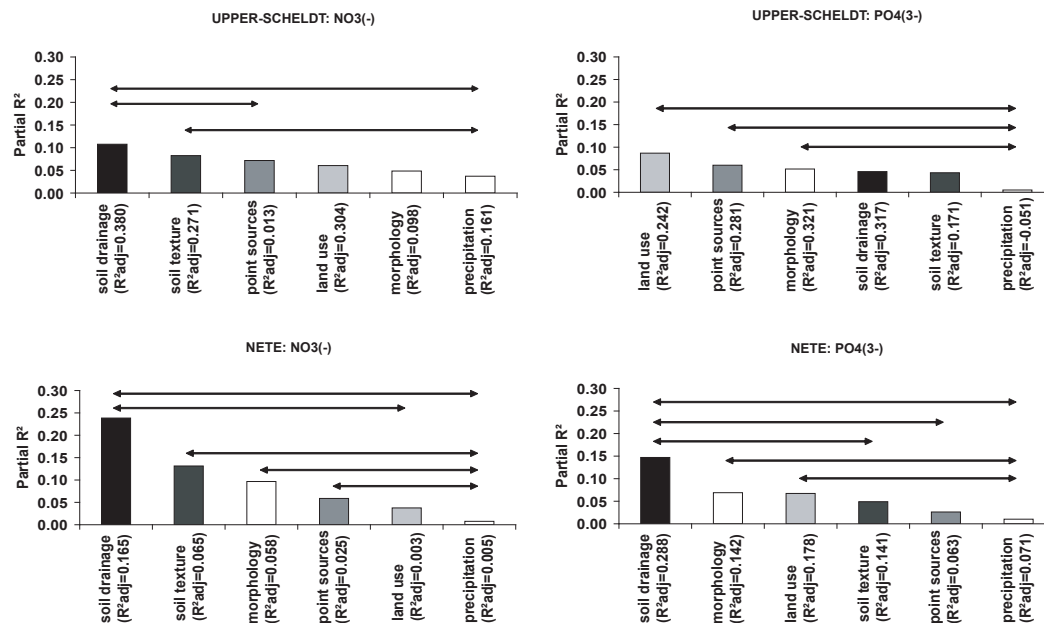 UPPER-SCHELDT: NO3(-)
Partial R²
0.30
0.25
0.20
0.15
0.10
0.05
0.00
soil drainage
(R²adj=0.380)
soil texture
(R²adj=0.271)
point sources
(R²adj=0.013)
land use
(R²adj=0.304)
morphology
(R²adj=0.098)
precipitation
(R²adj=0.161)
UPPER-SCHELDT: PO4(3-)
Partial R²
0.30
0.25
0.20
0.15
0.10
0.05
0.00
land use
(R²adj=0.242)
point sources
(R²adj=0.281)
morphology
(R²adj=0.321)
soil drainage
(R²adj=0.317)
soil texture
(R²adj=0.171)
precipitation
(R²adj=-0.051)
NETE: NO3(-)
Partial R²
0.30
0.25
0.20
0.15
0.10
0.05
0.00
soil drainage
(R²adj=0.165)
soil texture
(R²adj=0.065)
morphology
(R²adj=0.058)
point sources
(R²adj=0.025)
land use
(R²adj=0.003)
precipitation
(R²adj=0.005)
NETE: PO4(3-)
Partial R²
0.30
0.25
0.20
0.15
0.10
0.05
0.00
soil drainage
(R²adj=0.288)
morphology
(R²adj=0.142)
land use
(R²adj=0.178)
soil texture
(R²adj=0.141)
point sources
(R²adj=0.063)
precipitation
(R²adj=0.071)